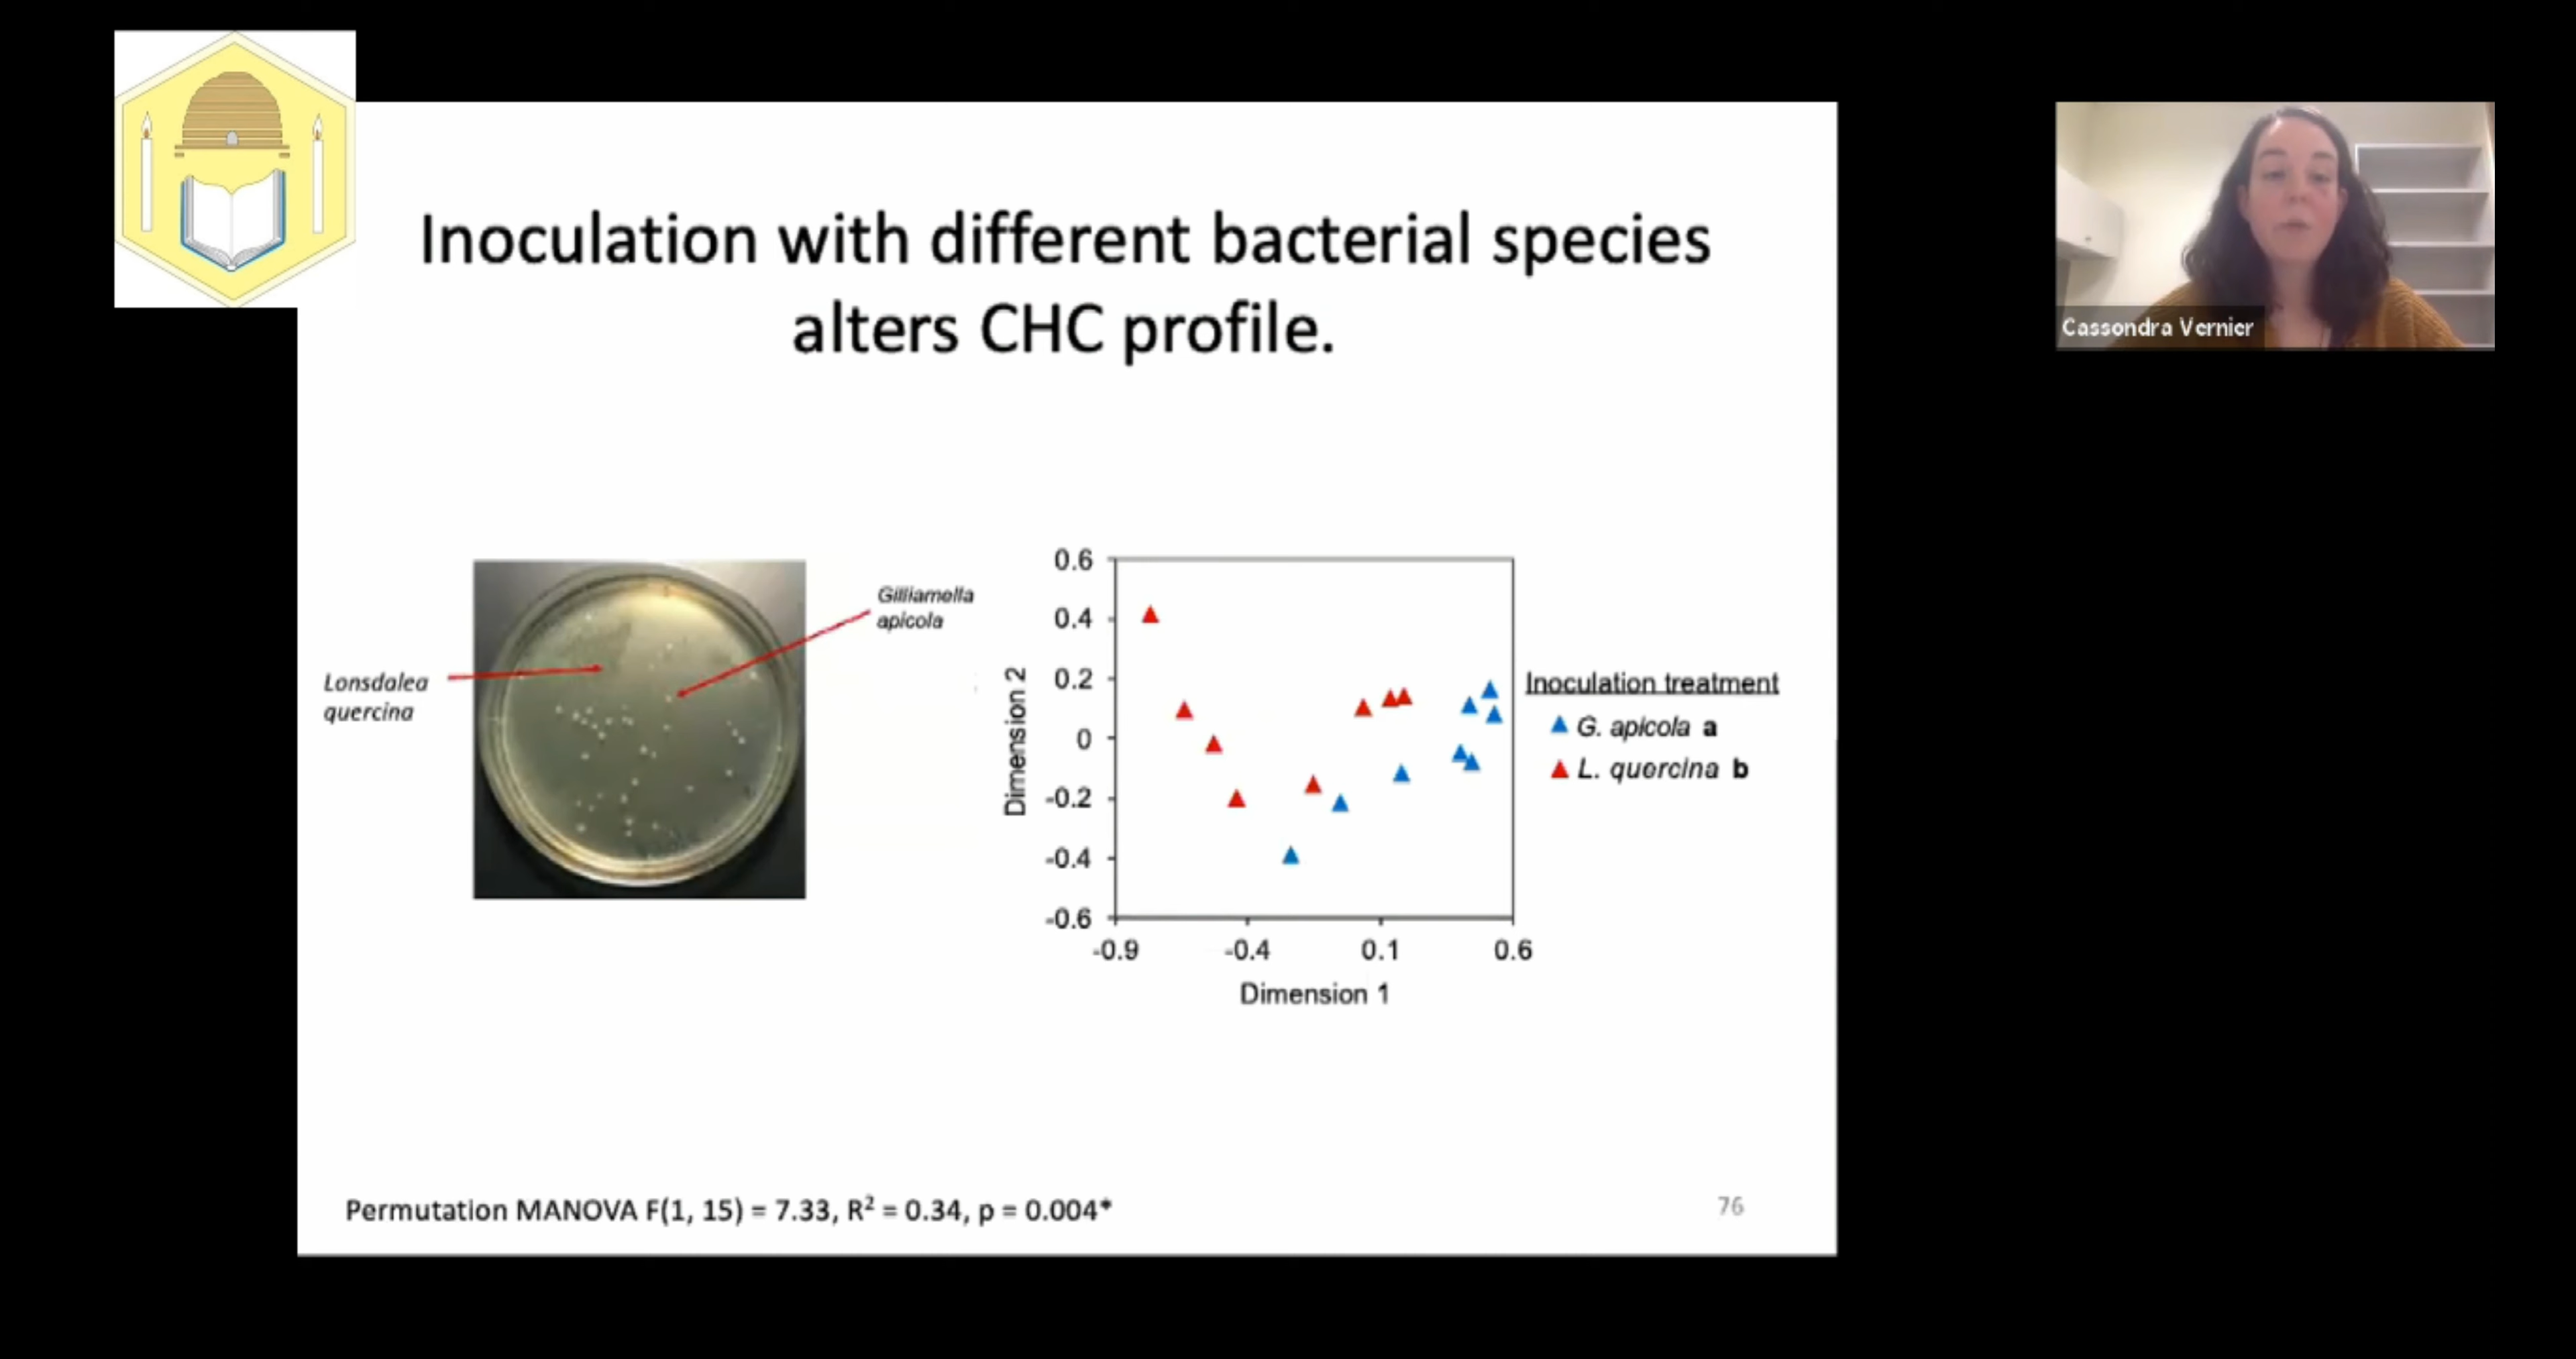 Inoculation with different bacterial species
alters CHC profile.
Cassondra Vernier
Lonsdalea
quercina
Gilliamella
apicola
0.6
0.4
0.2
0
-0.2
-0.4
-0.6
Dimension 2
-0.9 -0.4 0.1 0.6
Dimension 1
Inoculation treatment
G. apicola a
L. quercina b
Permutation MANOVA F(1, 15) = 7.33, R² = 0.34, p = 0.004*
76